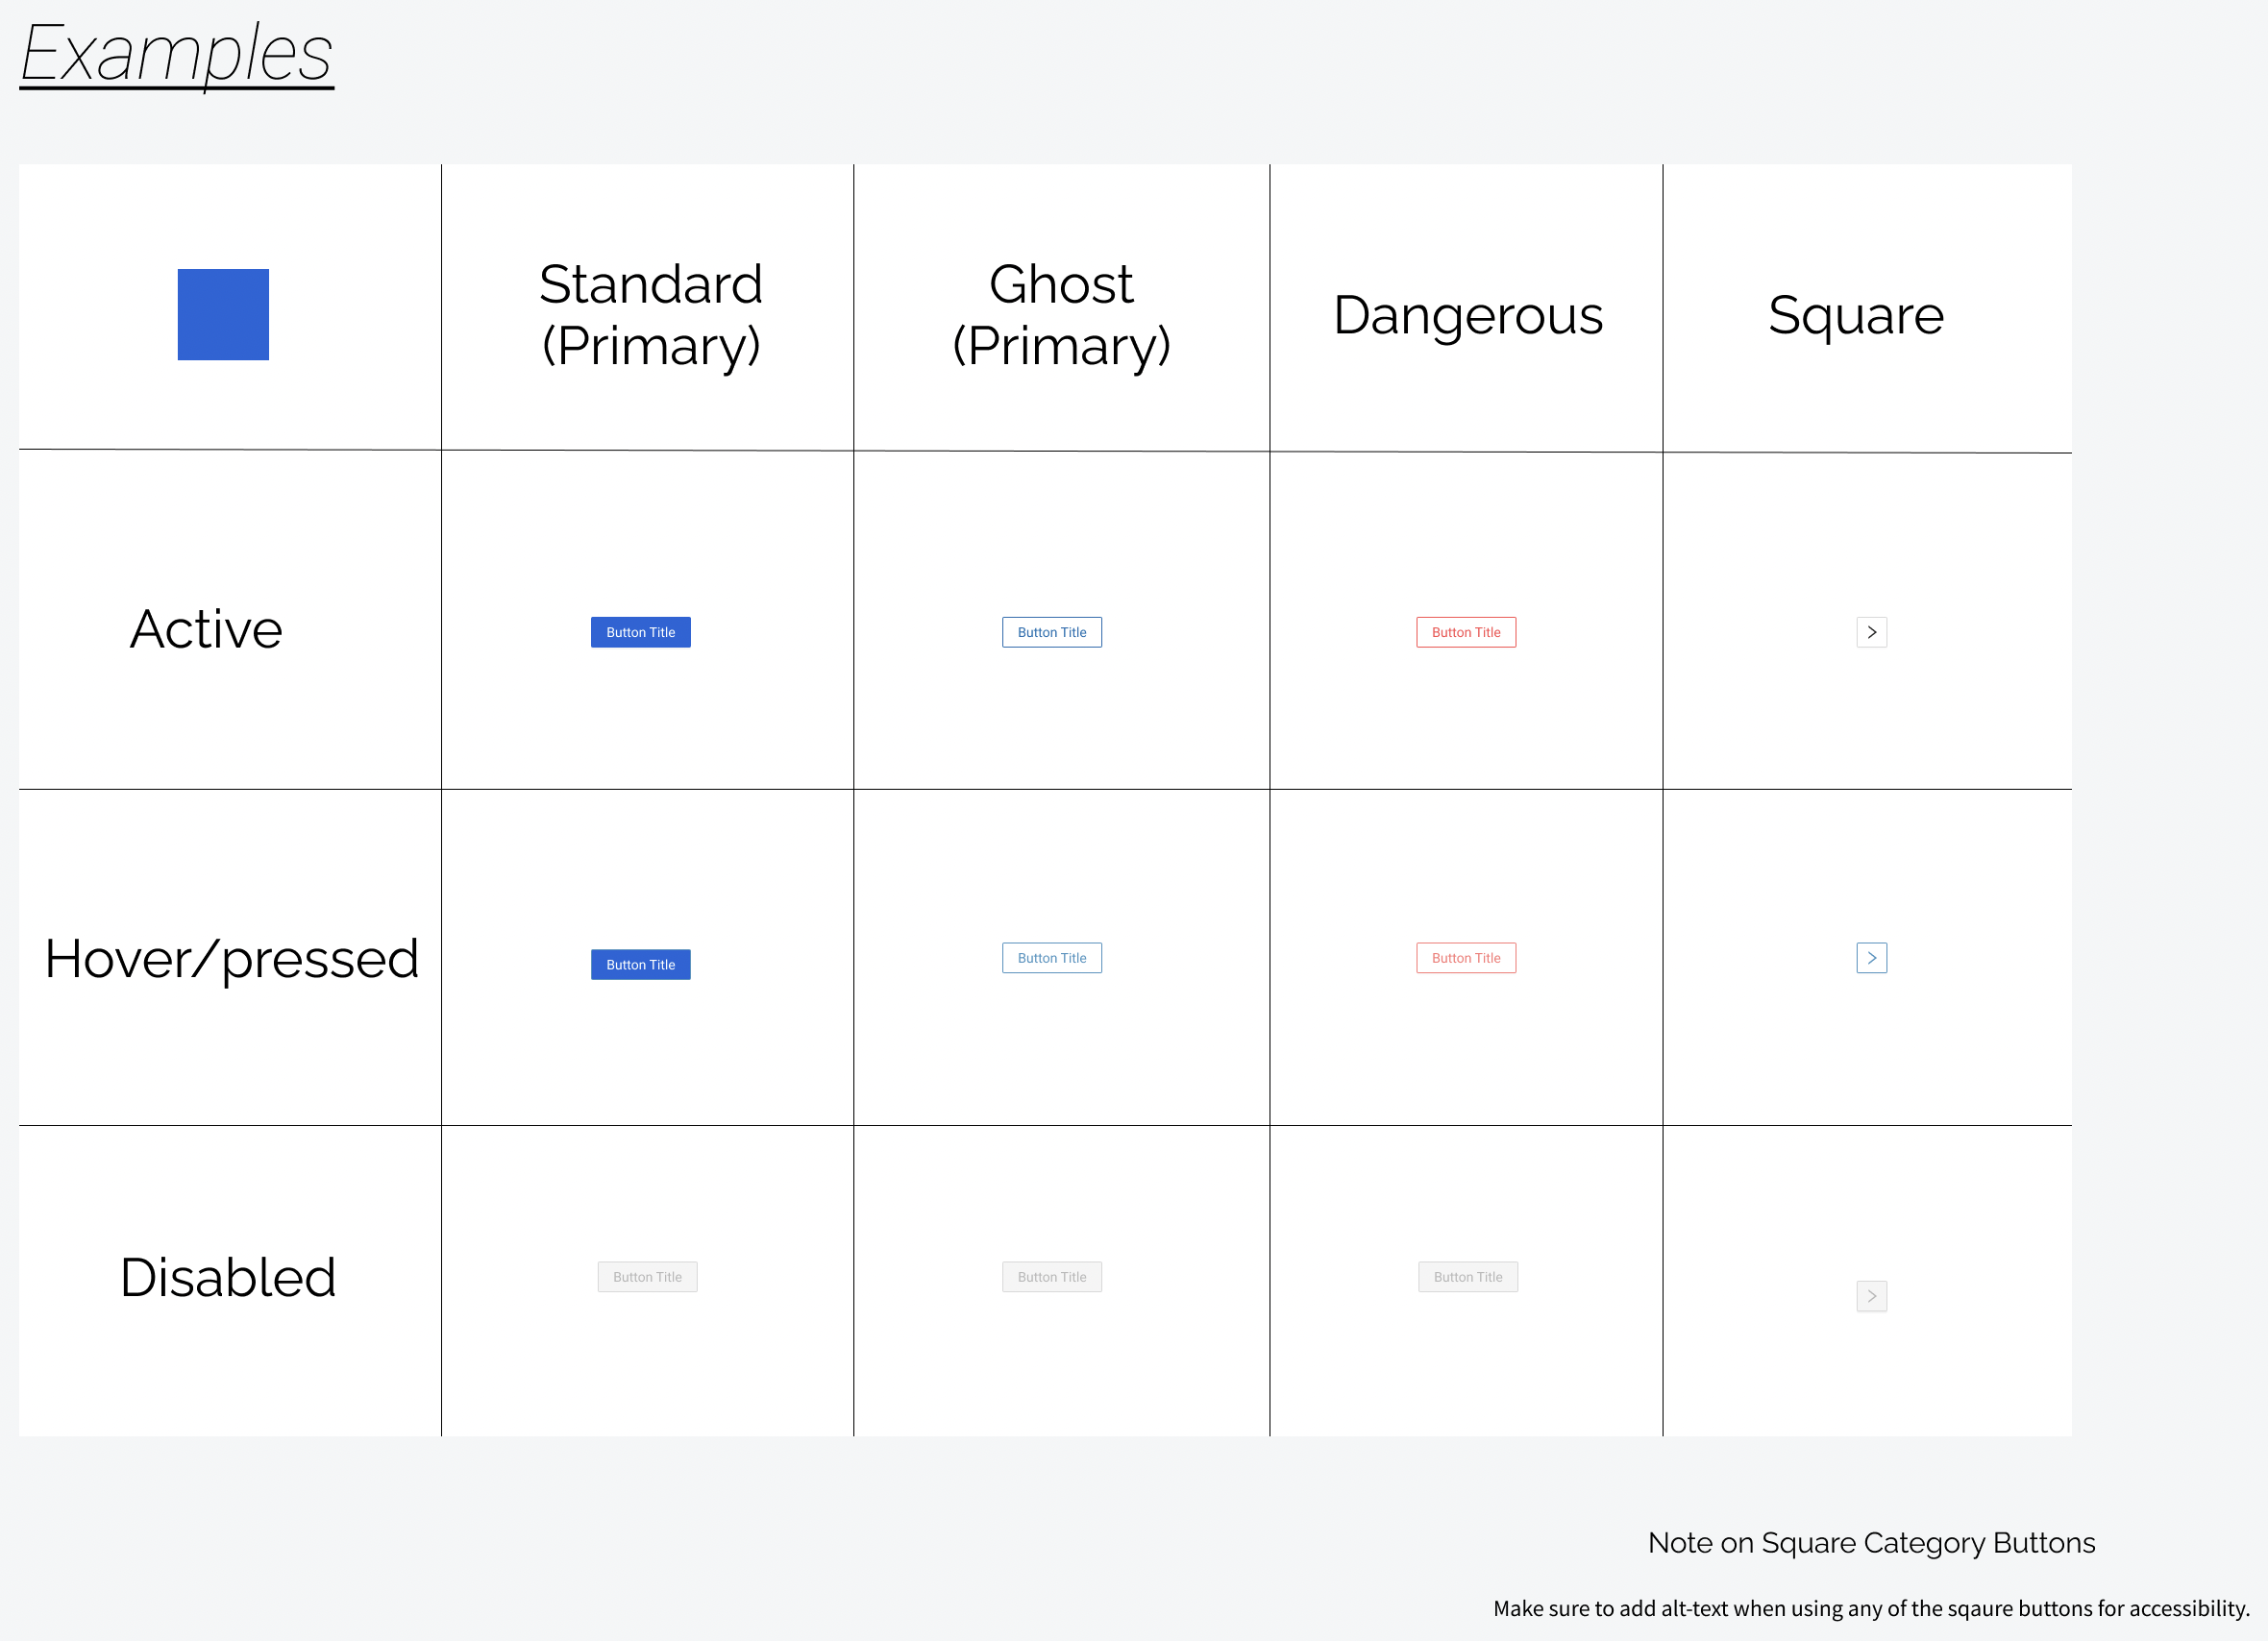 Examples
Standard
(Primary)
Ghost
(Primary)
Dangerous
Square
Active
Button Title
Button Title
Button Title
Hover/pressed
Button Title
Button Title
Button Title
Disabled
Button Title
Button Title
Button Title
Note on Square Category Buttons
Make sure to add alt-text when using any of the sqaure buttons for accessibility.